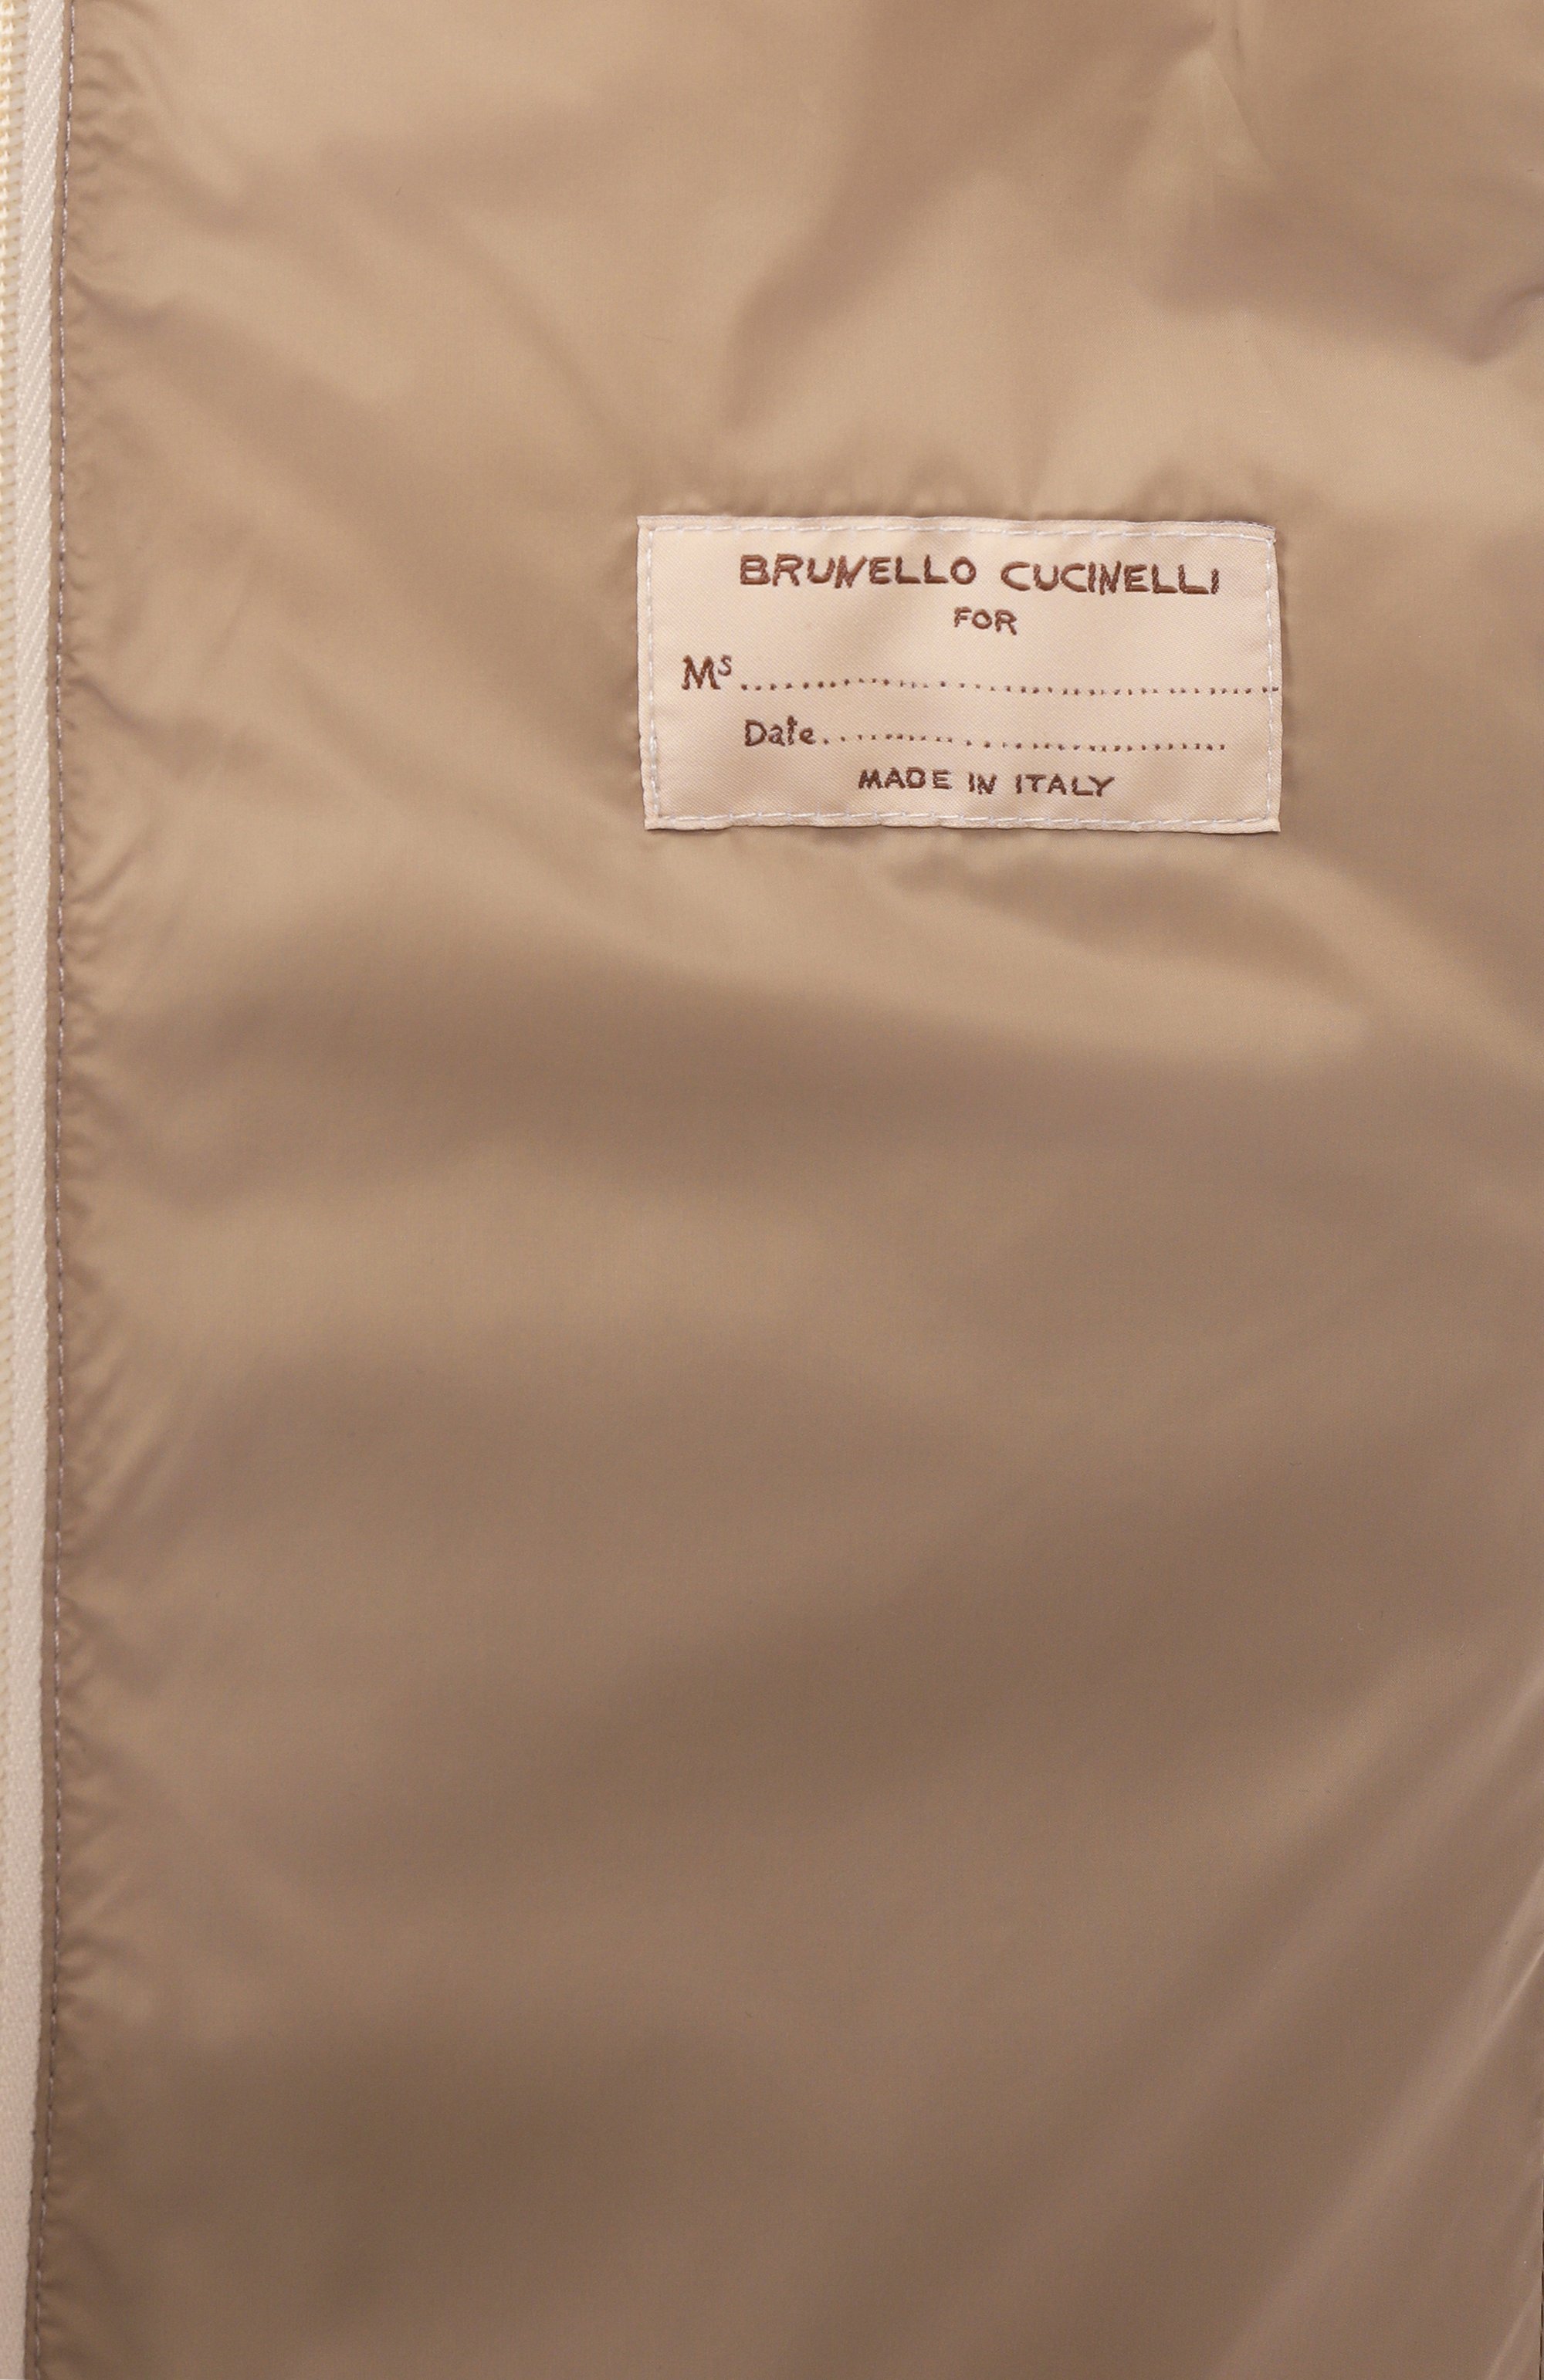 BRUNELLO CUCINELLI
FOR
Ms..............................................
Date.......................................
MADE IN ITALY